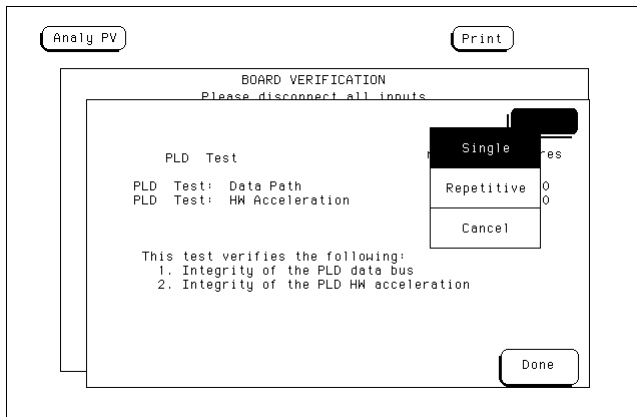 Analy PV
Print
BOARD VERIFICATION
Please disconnect all inputs
PLD Test
Single
Repetitive
Cancel
PLD Test: Data Path 0
PLD Test: HW Acceleration 0
This test verifies the following:
1. Integrity of the PLD data bus
2. Integrity of the PLD HW acceleration
Done